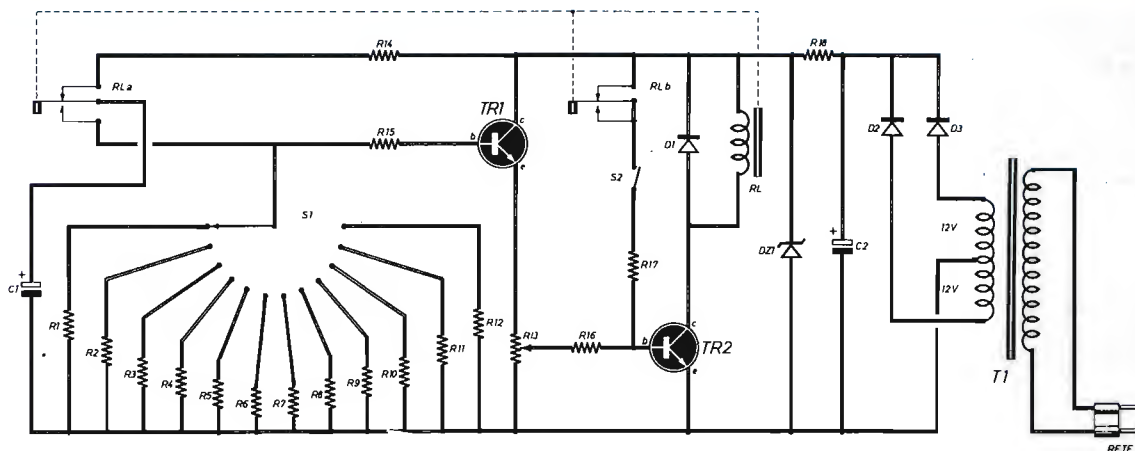 R14
R18
RLa
RLb
TR1
c
b
e
R15
D1
RL
D2
D3
S1
S2
12V
12V
+
C1
DZ1
+
C2
R17
R1
R2
R3
R4
R5
R6
R7
R8
R9
R10
R11
R12
R13
R16
c
b
e
TR2
T1
RETE